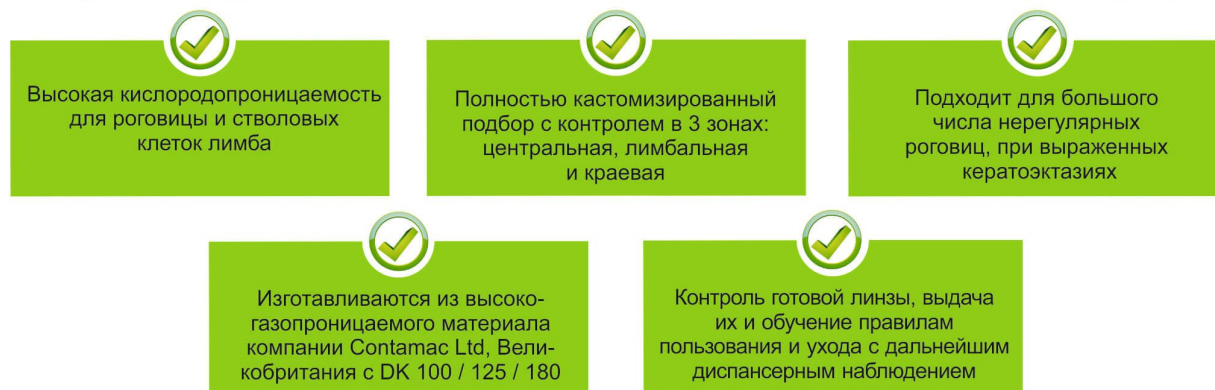 Высокая кислородопроницаемость
для роговицы и стволовых
клеток лимба
Полностью кастомизированный
подбор с контролем в 3 зонах:
центральная, лимбальная
и краевая
Подходит для большого
числа нерегулярных
роговиц, при выраженных
кератоэктазиях
Изготавливаются из высоко-
газопроницаемого материала
компании Contamac Ltd, Вели-
кобритания с DK 100 / 125 / 180
Контроль готовой линзы, выдача
их и обучение правилам
пользования и ухода с дальнейшим
диспансерным наблюдением